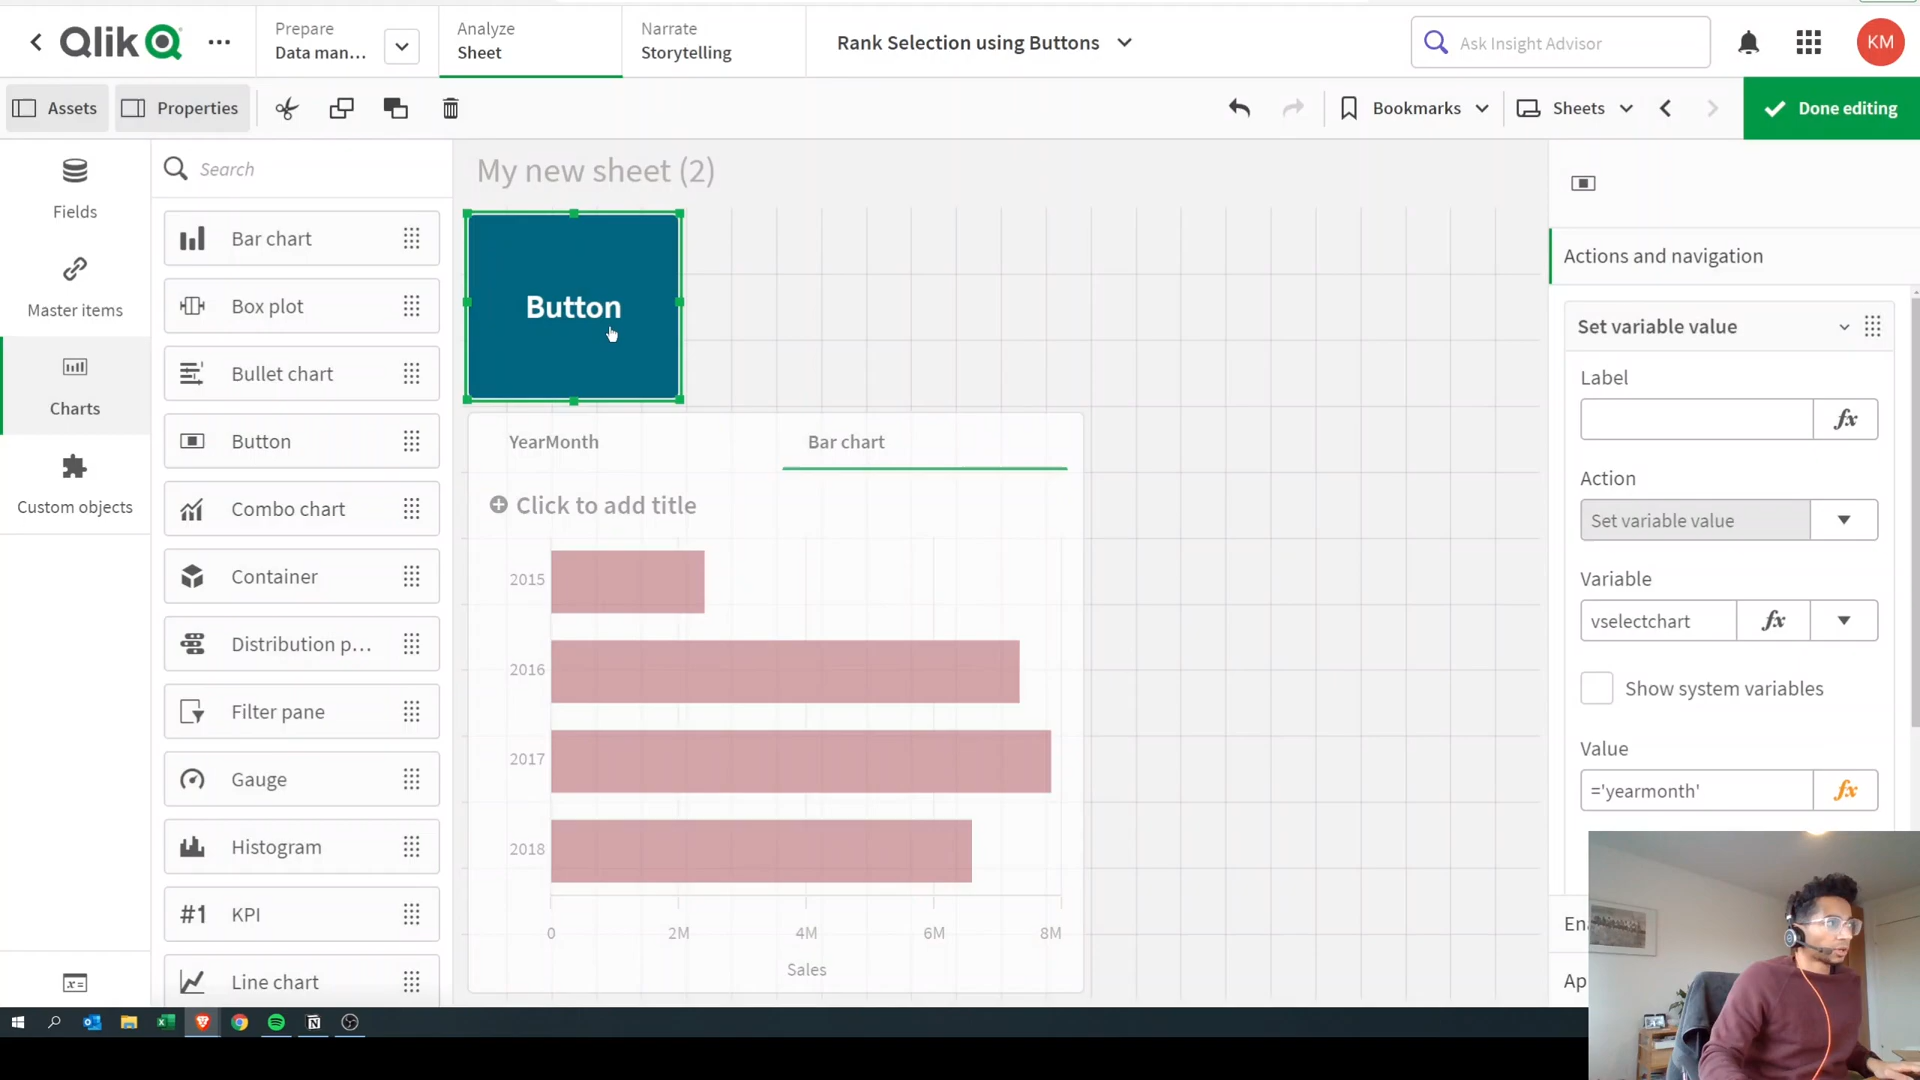 Qlik
Prepare
Data man...
Analyze
Sheet
Narrate
Storytelling
Rank Selection using Buttons
Ask Insight Advisor
KM
Assets
Properties
Bookmarks
Sheets
Done editing
Fields
Master items
Charts
Custom objects
Search
Bar chart
Box plot
Bullet chart
Button
Combo chart
Container
Distribution p...
Filter pane
Gauge
Histogram
#1 KPI
Line chart
My new sheet (2)
Button
YearMonth
Bar chart
Click to add title
2015
2016
2017
2018
0
2M
4M
6M
8M
Sales
Actions and navigation
Set variable value
Label
fx
Action
Set variable value
Variable
vselectchart
fx
Show system variables
Value
='yearmonth'
fx